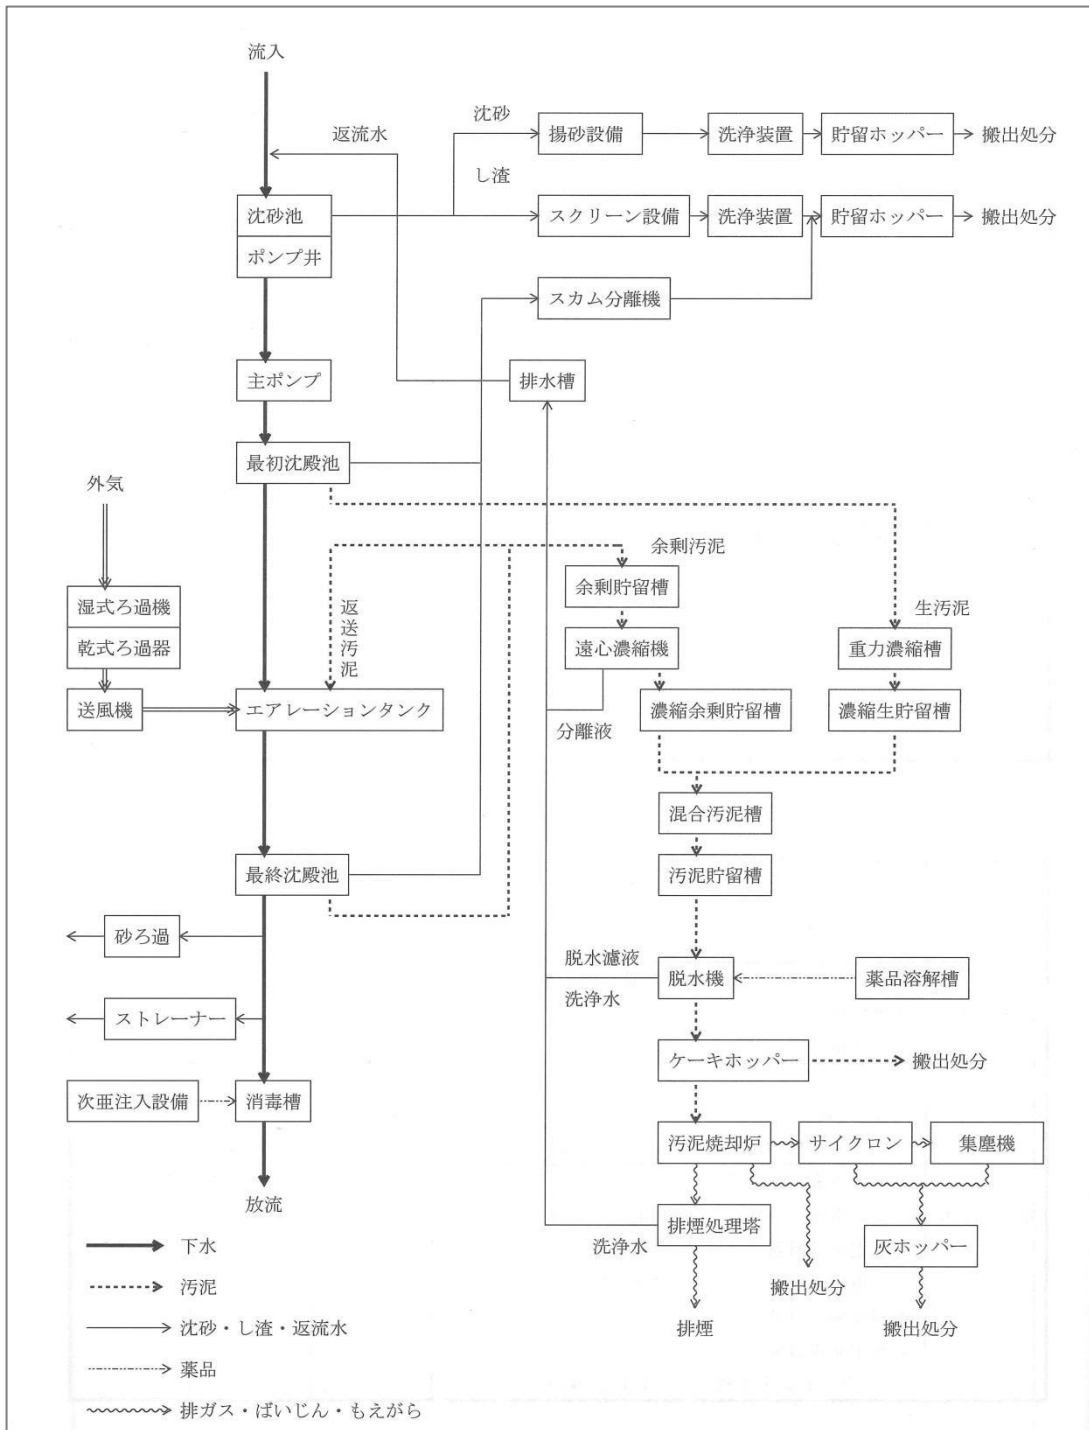 流入
沈砂
返流水
揚砂設備
洗浄装置
貯留ホッパー
搬出処分
し渣
沈砂池
ポンプ井
スクリーン設備
洗浄装置
貯留ホッパー
搬出処分
スカム分離機
主ポンプ
排水槽
最初沈殿池
外気
余剰汚泥
余剰貯留槽
湿式ろ過機
乾式ろ過器
返送汚泥
生汚泥
遠心濃縮機
重力濃縮槽
送風機
エアレーションタンク
分離液
濃縮余剰貯留槽
濃縮生貯留槽
混合汚泥槽
最終沈殿池
汚泥貯留槽
砂ろ過
脱水濾液
洗浄水
脱水機
薬品溶解槽
ストレーナー
ケーキホッパー
搬出処分
次亜注入設備
消毒槽
汚泥焼却炉
サイクロン
集塵機
放流
洗浄水
排煙処理塔
灰ホッパー
搬出処分
排煙
搬出処分
下水
汚泥
沈砂・し渣・返流水
薬品
排ガス・ばいじん・もえがら